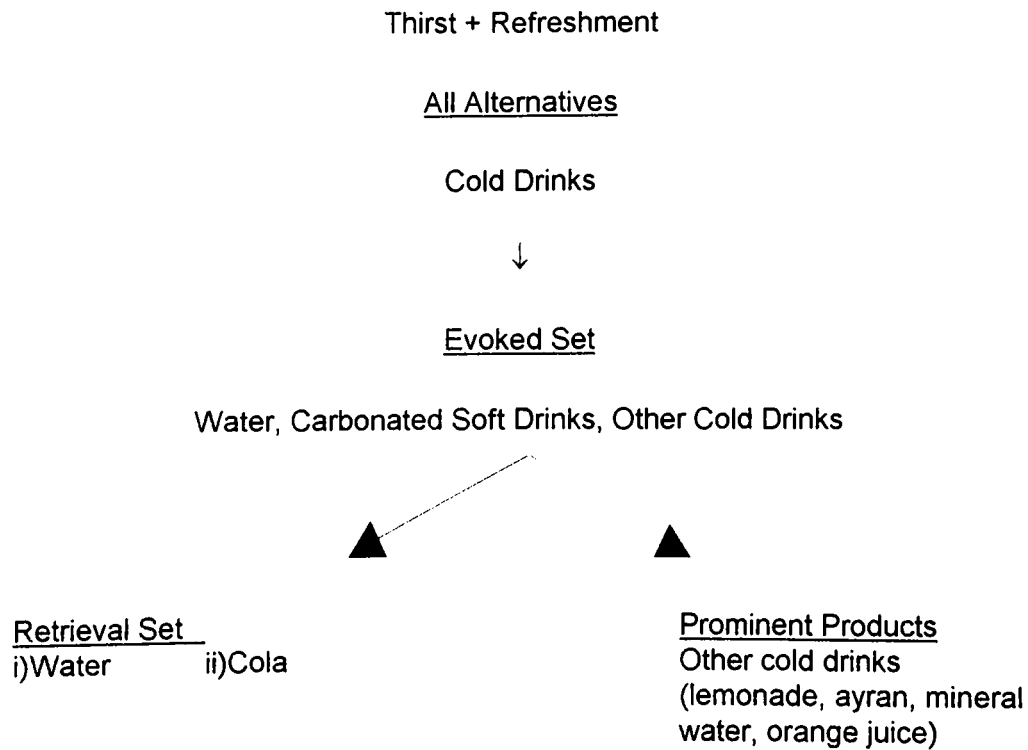 Thirst + Refreshment
All Alternatives
Cold Drinks
↓
Evoked Set
Water, Carbonated Soft Drinks, Other Cold Drinks
Retrieval Set
i)Water ii)Cola
Prominent Products
Other cold drinks
(lemonade, ayran, mineral
water, orange juice)